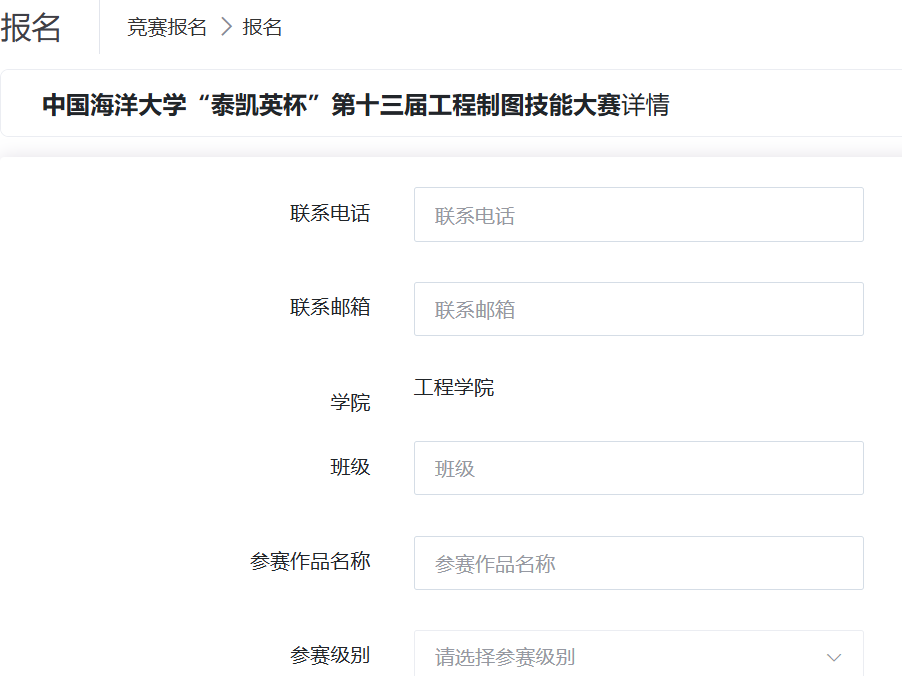 报名 竞赛报名 > 报名
中国海洋大学“泰凯英杯”第十三届工程制图技能大赛详情
联系电话 联系电话
联系邮箱 联系邮箱
学院 工程学院
班级 班级
参赛作品名称 参赛作品名称
参赛级别 请选择参赛级别